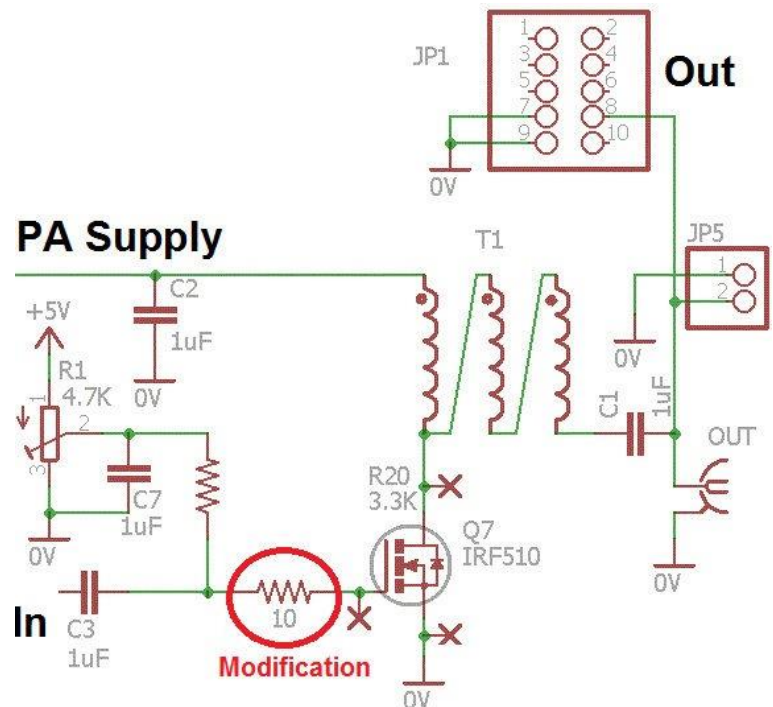 JP1
1 2
3 4
5 6
7 8
9 10
Out
0V
PA Supply
T1
JP5
1
2
0V
C2
1uF
0V
+5V
R1
4.7K
1
2
3
C7
1uF
0V
R20
3.3K
Q7
IRF510
C1
1uF
OUT
0V
In
C3
1uF
10
Modification
0V